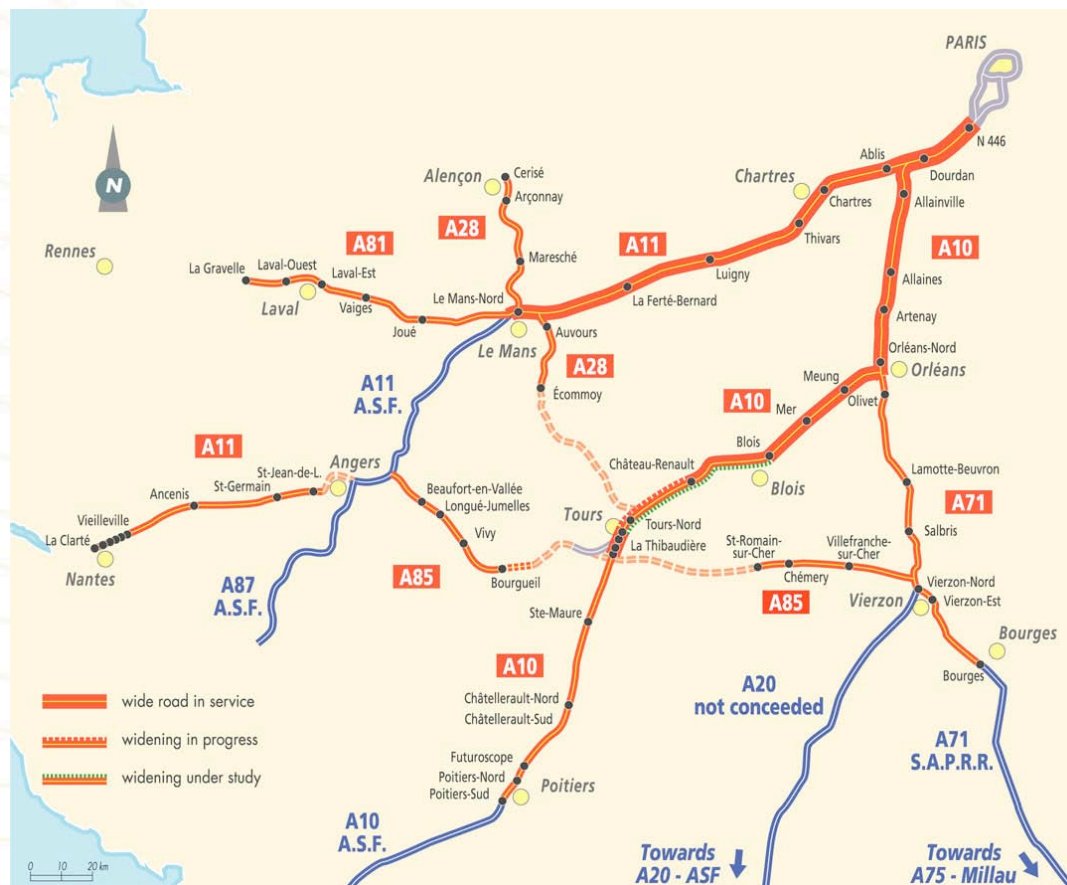 PARIS
N 446
Ablis
Dourdan
Chartres
Chartres
Allainville
Alençon
Cerisé
Arçonnay
A28
A11
A10
Thivars
Rennes
A81
Maresché
Luigny
La Gravelle
Laval-Ouest
Laval-Est
Allaines
Laval
Vaiges
Le Mans-Nord
La Ferté-Bernard
Joué
Artenay
Le Mans
Auvours
A28
Orléans-Nord
Orléans
A11
A.S.F.
Écommoy
Meung
Olivet
A10
Mer
Blois
A11
Angers
St-Jean-de-L.
St-Germain
Ancenis
Château-Renault
Blois
Lamotte-Beuvron
A71
Beaufort-en-Vallée
Longué-Jumelles
Vieilleville
La Clarté
Nantes
Vivy
Tours
Tours-Nord
La Thibaudière
Salbris
St-Romain-
sur-Cher
Villefranche-
sur-Cher
Chémery
A85
Bourgueil
A87
A.S.F.
A85
Vierzon
Vierzon-Nord
Vierzon-Est
Ste-Maure
Bourges
Bourges
A10
A20
not conceeded
wide road in service
widening in progress
widening under study
Châtellerault-Nord
Châtellerault-Sud
A71
S.A.P.R.R.
Futuroscope
Poitiers-Nord
Poitiers-Sud
Poitiers
A10
A.S.F.
Towards
A20 - ASF
Towards
A75 - Millau
0 10 20 km
N